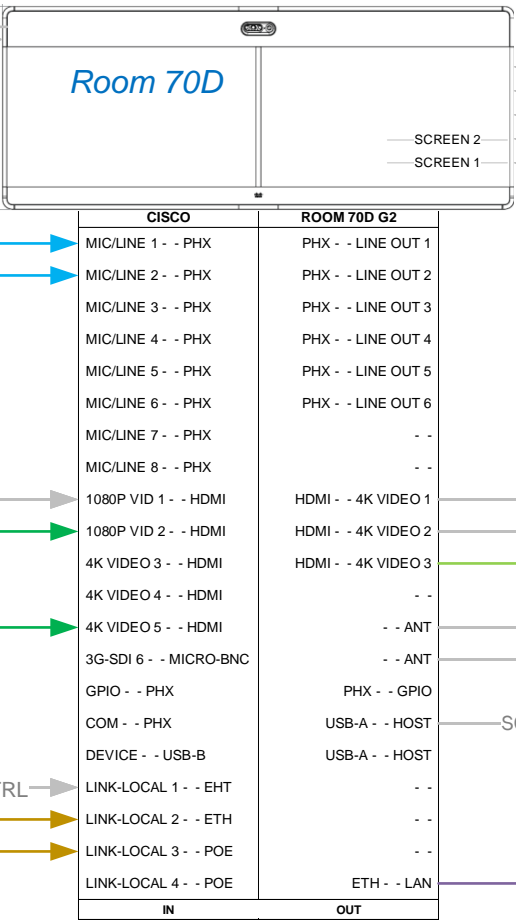 Room 70D
SCREEN 2
SCREEN 1
CISCO ROOM 70D G2
MIC/LINE 1 - - PHX PHX - - LINE OUT 1
MIC/LINE 2 - - PHX PHX - - LINE OUT 2
MIC/LINE 3 - - PHX PHX - - LINE OUT 3
MIC/LINE 4 - - PHX PHX - - LINE OUT 4
MIC/LINE 5 - - PHX PHX - - LINE OUT 5
MIC/LINE 6 - - PHX PHX - - LINE OUT 6
MIC/LINE 7 - - PHX - -
MIC/LINE 8 - - PHX - -
1080P VID 1 - - HDMI HDMI - - 4K VIDEO 1
1080P VID 2 - - HDMI HDMI - - 4K VIDEO 2
4K VIDEO 3 - - HDMI HDMI - - 4K VIDEO 3
4K VIDEO 4 - - HDMI - -
4K VIDEO 5 - - HDMI - - ANT
3G-SDI 6 - - MICRO-BNC - - ANT
GPIO - - PHX PHX - - GPIO
COM - - PHX USB-A - - HOST
DEVICE - - USB-B USB-A - - HOST
LINK-LOCAL 1 - - EHT - -
LINK-LOCAL 2 - - ETH - -
LINK-LOCAL 3 - - POE - -
LINK-LOCAL 4 - - POE ETH - - LAN
IN OUT